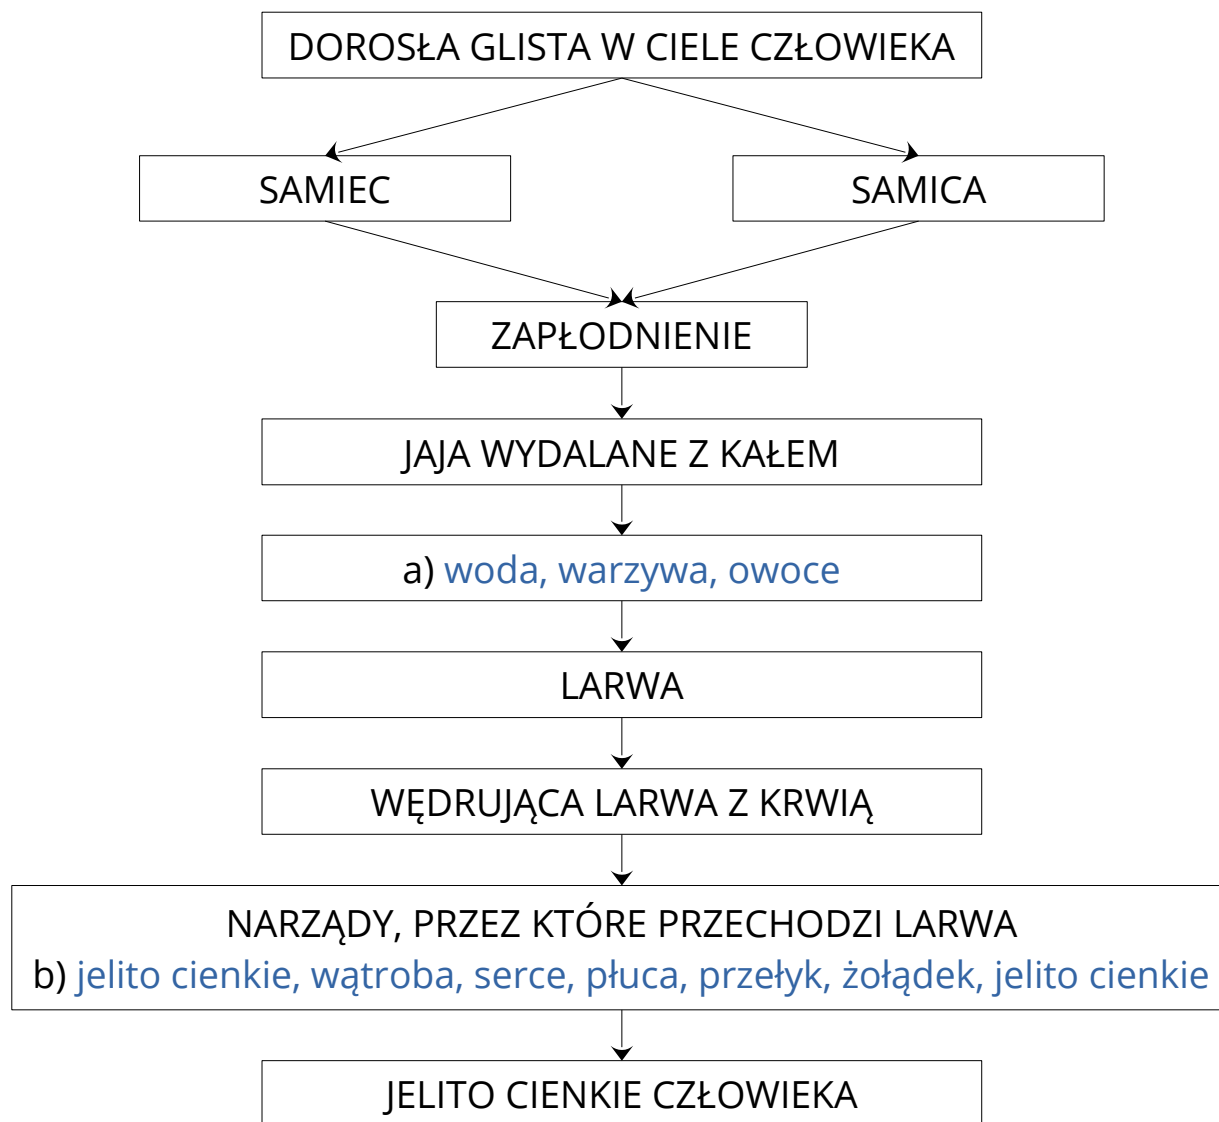 DOROSŁA GLISTA W CIELE CZŁOWIEKA
SAMIEC
SAMICA
ZAPŁODNIENIE
JAJA WYDALANE Z KAŁEM
a) woda, warzywa, owoce
LARWA
WĘDRUJĄCA LARWA Z KRWIĄ
NARZĄDY, PRZEZ KTÓRE PRZECHODZI LARWA
b) jelito cienkie, wątroba, serce, płuca, przełyk, żołądek, jelito cienkie
JELITO CIENKIE CZŁOWIEKA